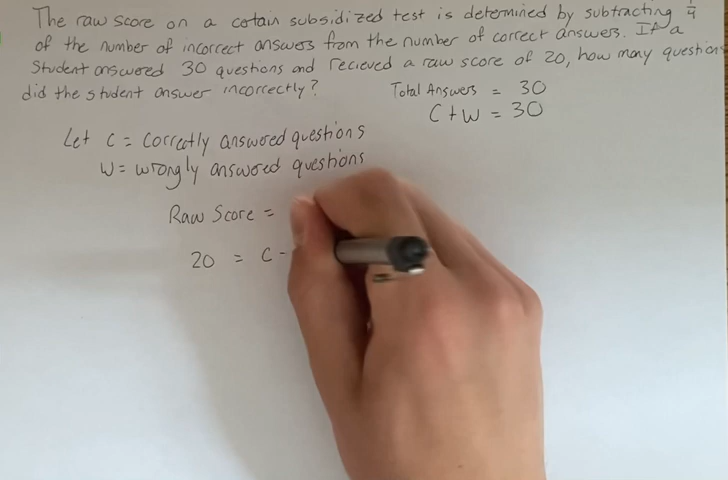 The raw score on a certain subsidized test is determined by subtracting 1/4
of the number of incorrect answers from the number of correct answers. If a
Student answered 30 questions and recieved a raw score of 20, how many questions
did the student answer incorrectly?
Total Answers = 30
C + W = 30
Let C = Correctly answered questions
W = wrongly answered questions
Raw Score =
20 = C -